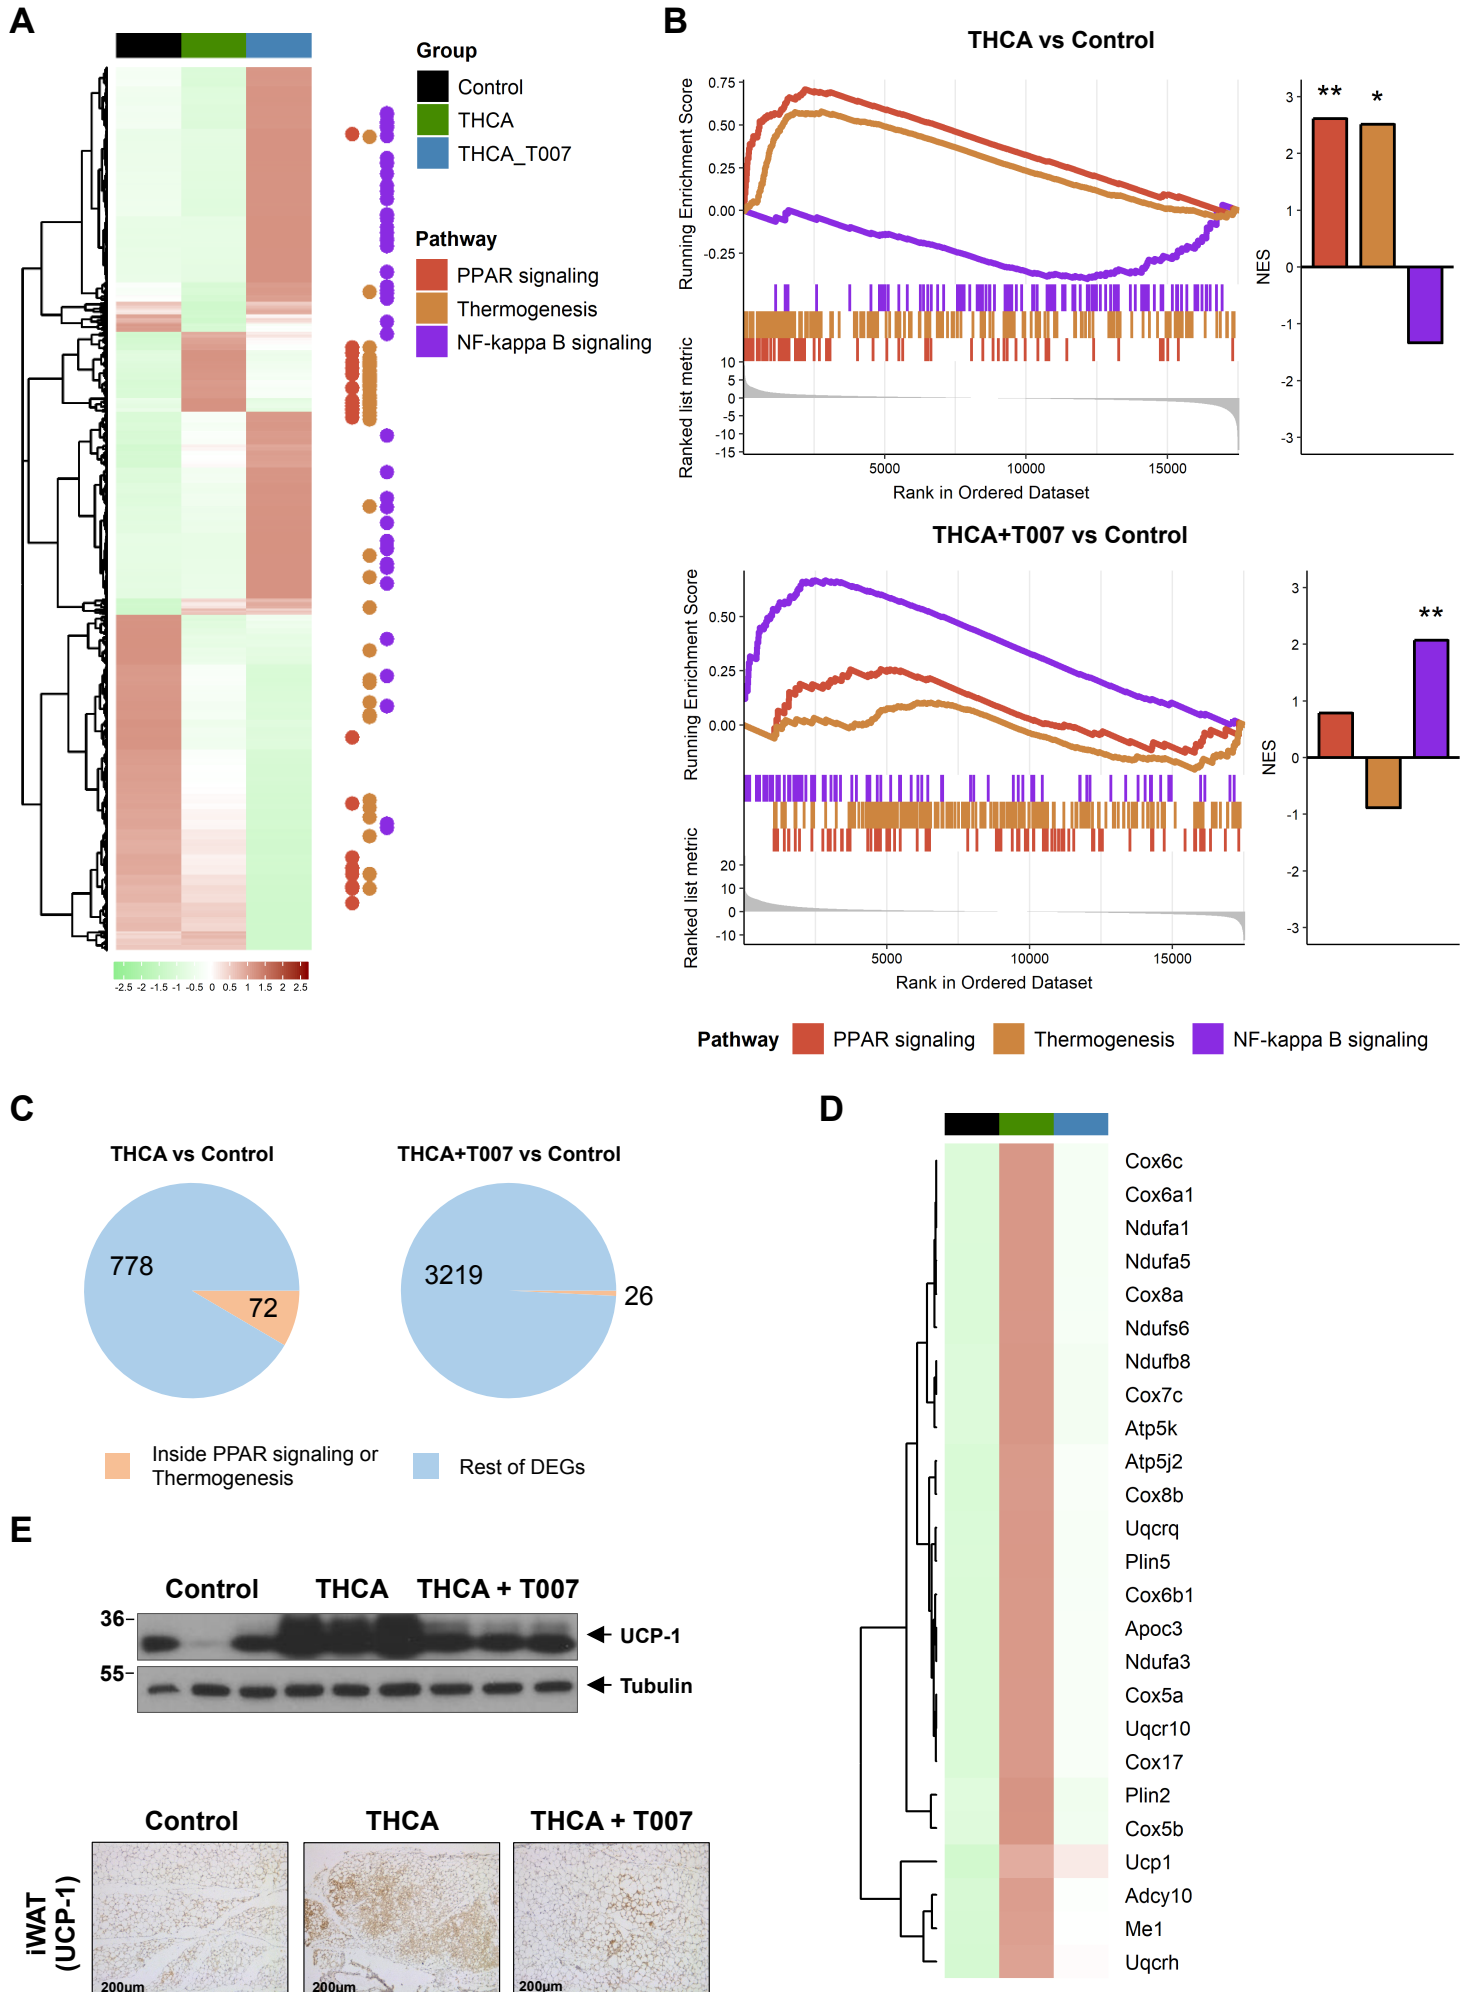 A
Group
Control
THCA
THCA_T007
Pathway
PPAR signaling
Thermogenesis
NF-kappa B signaling
-2.5 -2 -1.5 -1 -0.5 0 0.5 1 1.5 2 2.5
B
THCA vs Control
Running Enrichment Score
0.75
0.50
0.25
0.00
-0.25
Ranked list metric
10
5
0
-5
-10
-15
5000 10000 15000
Rank in Ordered Dataset
NES
3
2
1
0
-1
-2
-3
** *
THCA+T007 vs Control
Running Enrichment Score
0.50
0.25
0.00
Ranked list metric
20
10
0
-10
5000 10000 15000
Rank in Ordered Dataset
NES
3
2
1
0
-1
-2
-3
**
Pathway PPAR signaling Thermogenesis NF-kappa B signaling
C
THCA vs Control
778
72
THCA+T007 vs Control
3219
26
Inside PPAR signaling or
Thermogenesis
Rest of DEGs
D
Cox6c
Cox6a1
Ndufa1
Ndufa5
Cox8a
Ndufs6
Ndufb8
Cox7c
Atp5k
Atp5j2
Cox8b
Uqcrq
Plin5
Cox6b1
Apoc3
Ndufa3
Cox5a
Uqcr10
Cox17
Plin2
Cox5b
Ucp1
Adcy10
Me1
Uqcrh
E
Control THCA THCA + T007
36-
UCP-1
55-
Tubulin
Control THCA THCA + T007
iWAT
(UCP-1)
200µm 200µm 200µm